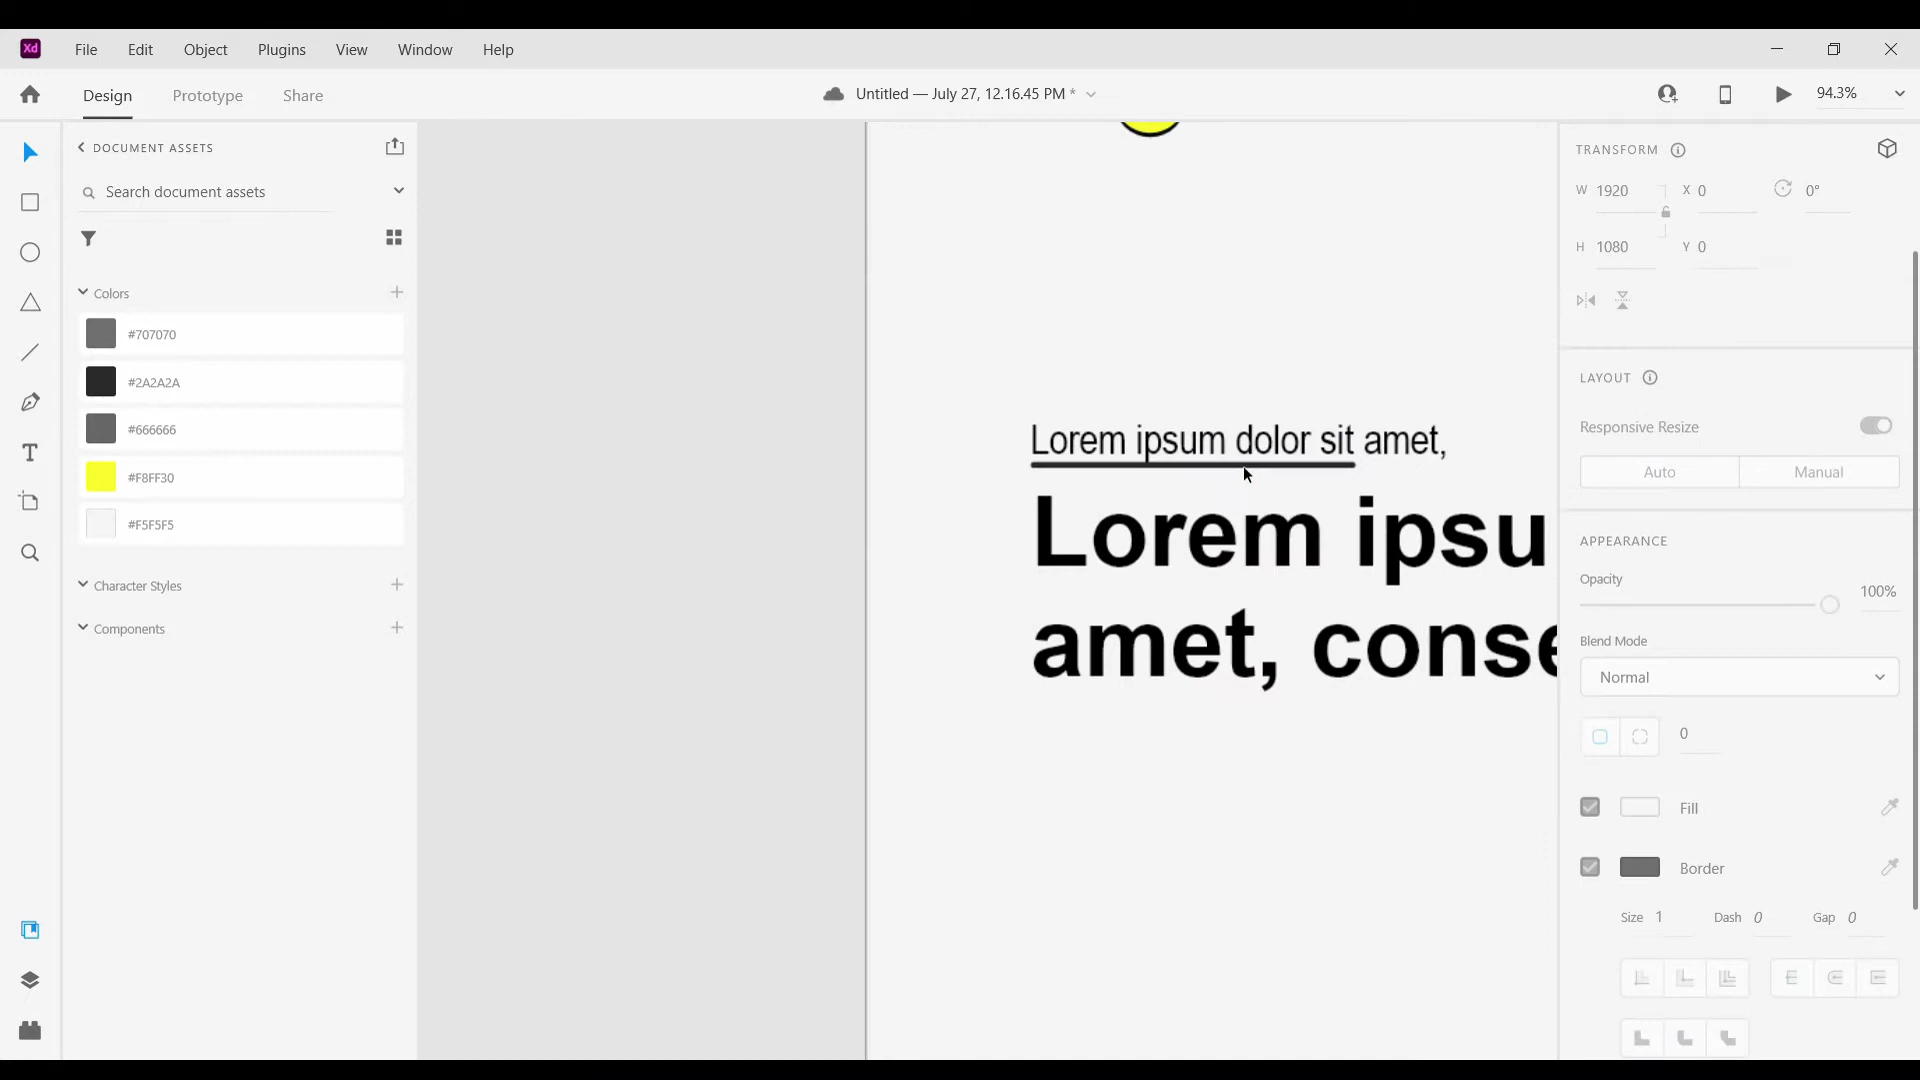 Xd File Edit Object Plugins View Window Help
Design Prototype Share Untitled — July 27, 12.16.45 PM * 94.3%
DOCUMENT ASSETS
Search document assets
Colors
#707070
#2A2A2A
#666666
#F8FF30
#F5F5F5
Character Styles
Components
Lorem ipsum dolor sit amet,
Lorem ipsu
amet, conse
TRANSFORM
W 1920 X 0 0°
H 1080 Y 0
LAYOUT
Responsive Resize
Auto Manual
APPEARANCE
Opacity
100%
Blend Mode
Normal
0
Fill
Border
Size 1 Dash 0 Gap 0